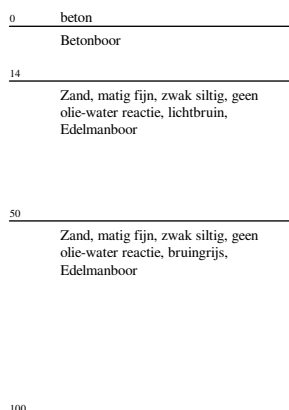 0 beton
Betonboor
14
Zand, matig fijn, zwak siltig, geen
olie-water reactie, lichtbruin,
Edelmanboor
50
Zand, matig fijn, zwak siltig, geen
olie-water reactie, bruingrijs,
Edelmanboor
100